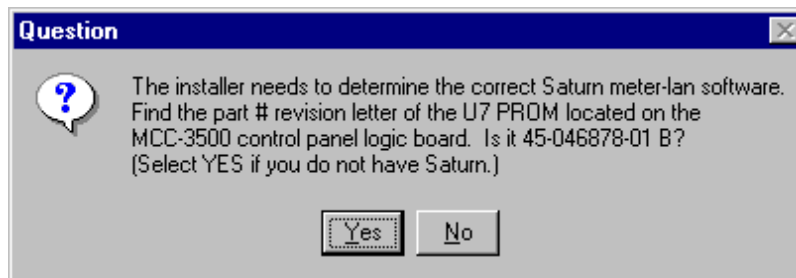 Question
The installer needs to determine the correct Saturn meter-lan software.
Find the part # revision letter of the U7 PROM located on the
MCC-3500 control panel logic board.  Is it 45-046878-01 B?
(Select YES if you do not have Saturn.)
Yes No